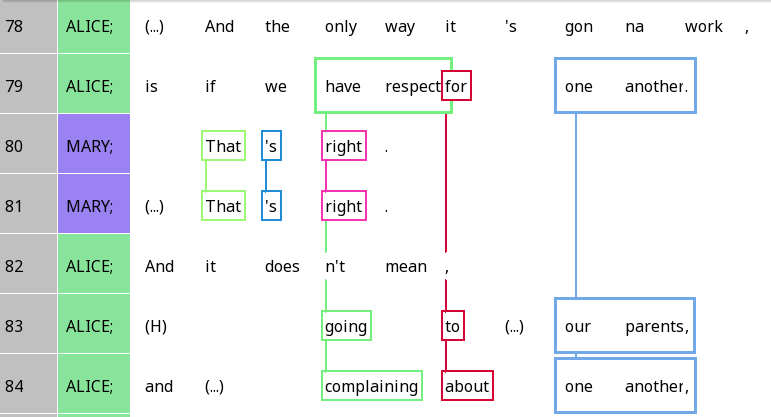 78 ALICE; (...) And the only way it 's gon na work ,
79 ALICE; is if we have respect for one another.
80 MARY; That 's right .
81 MARY; (...) That 's right .
82 ALICE; And it does n't mean ,
83 ALICE; (H) going to (...) our parents,
84 ALICE; and (...) complaining about one another,